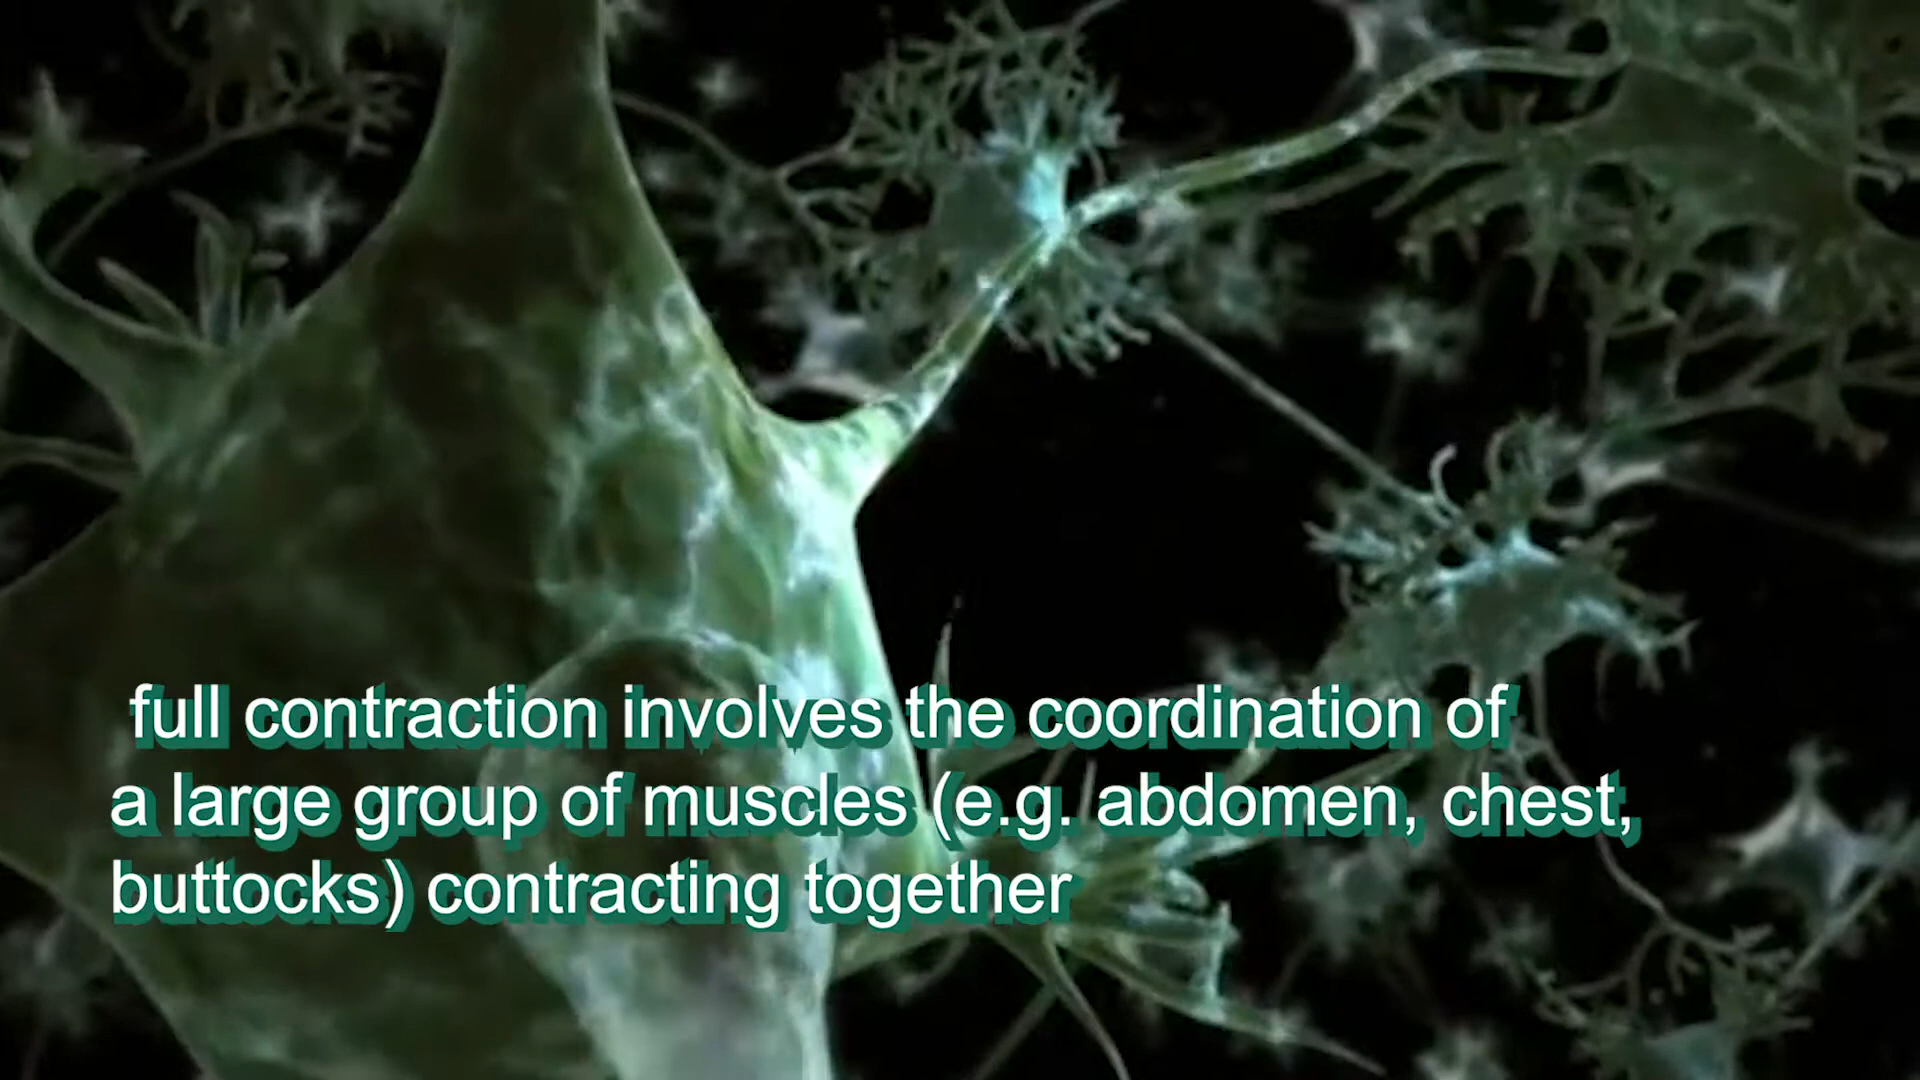 full contraction involves the coordination of
a large group of muscles (e.g. abdomen, chest,
buttocks) contracting together